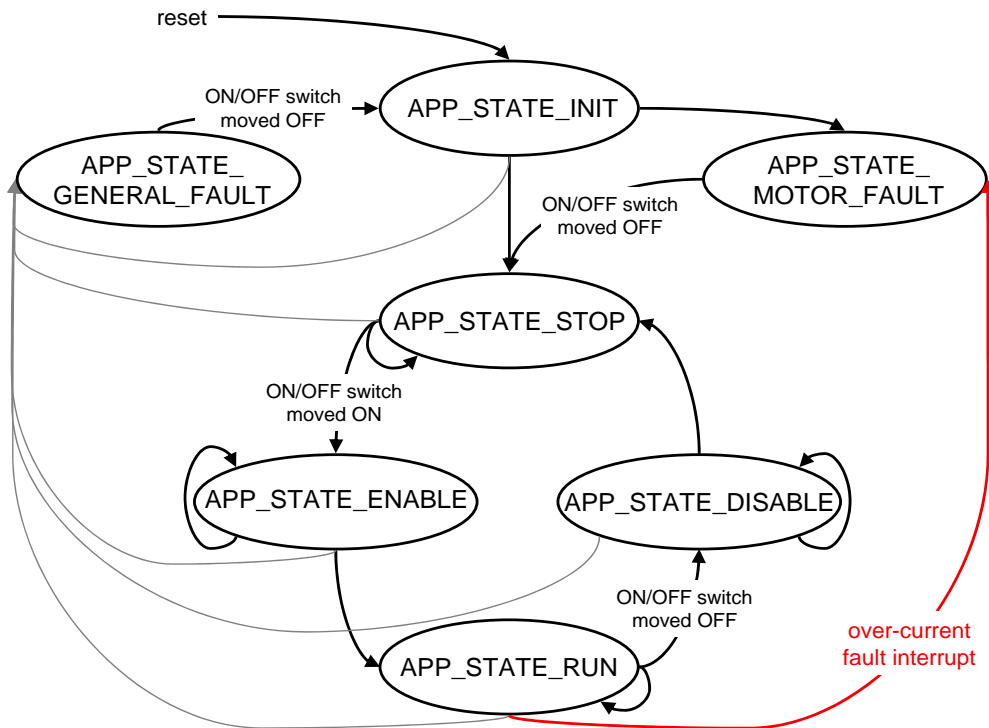 reset
APP_STATE_INIT
ON/OFF switch
moved OFF
APP_STATE_
GENERAL_FAULT
APP_STATE_
MOTOR_FAULT
ON/OFF switch
moved OFF
APP_STATE_STOP
ON/OFF switch
moved ON
APP_STATE_ENABLE
APP_STATE_DISABLE
ON/OFF switch
moved OFF
over-current
fault interrupt
APP_STATE_RUN